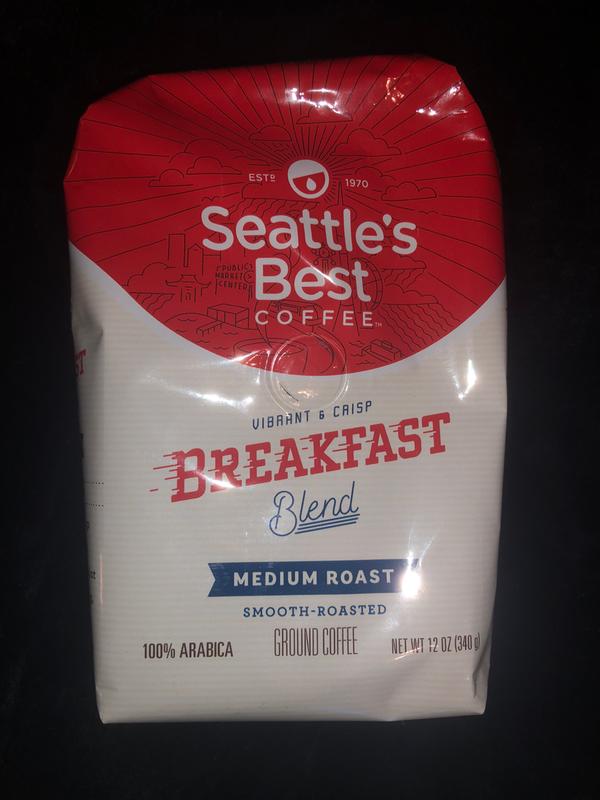 ESTD 1970
Seattle's
Best
COFFEE™
PUBLIC
MARKET
CENTER
VIBRANT & CRISP
BREAKFAST
Blend
MEDIUM ROAST
SMOOTH-ROASTED
100% ARABICA GROUND COFFEE NET WT 12 OZ (340 g)